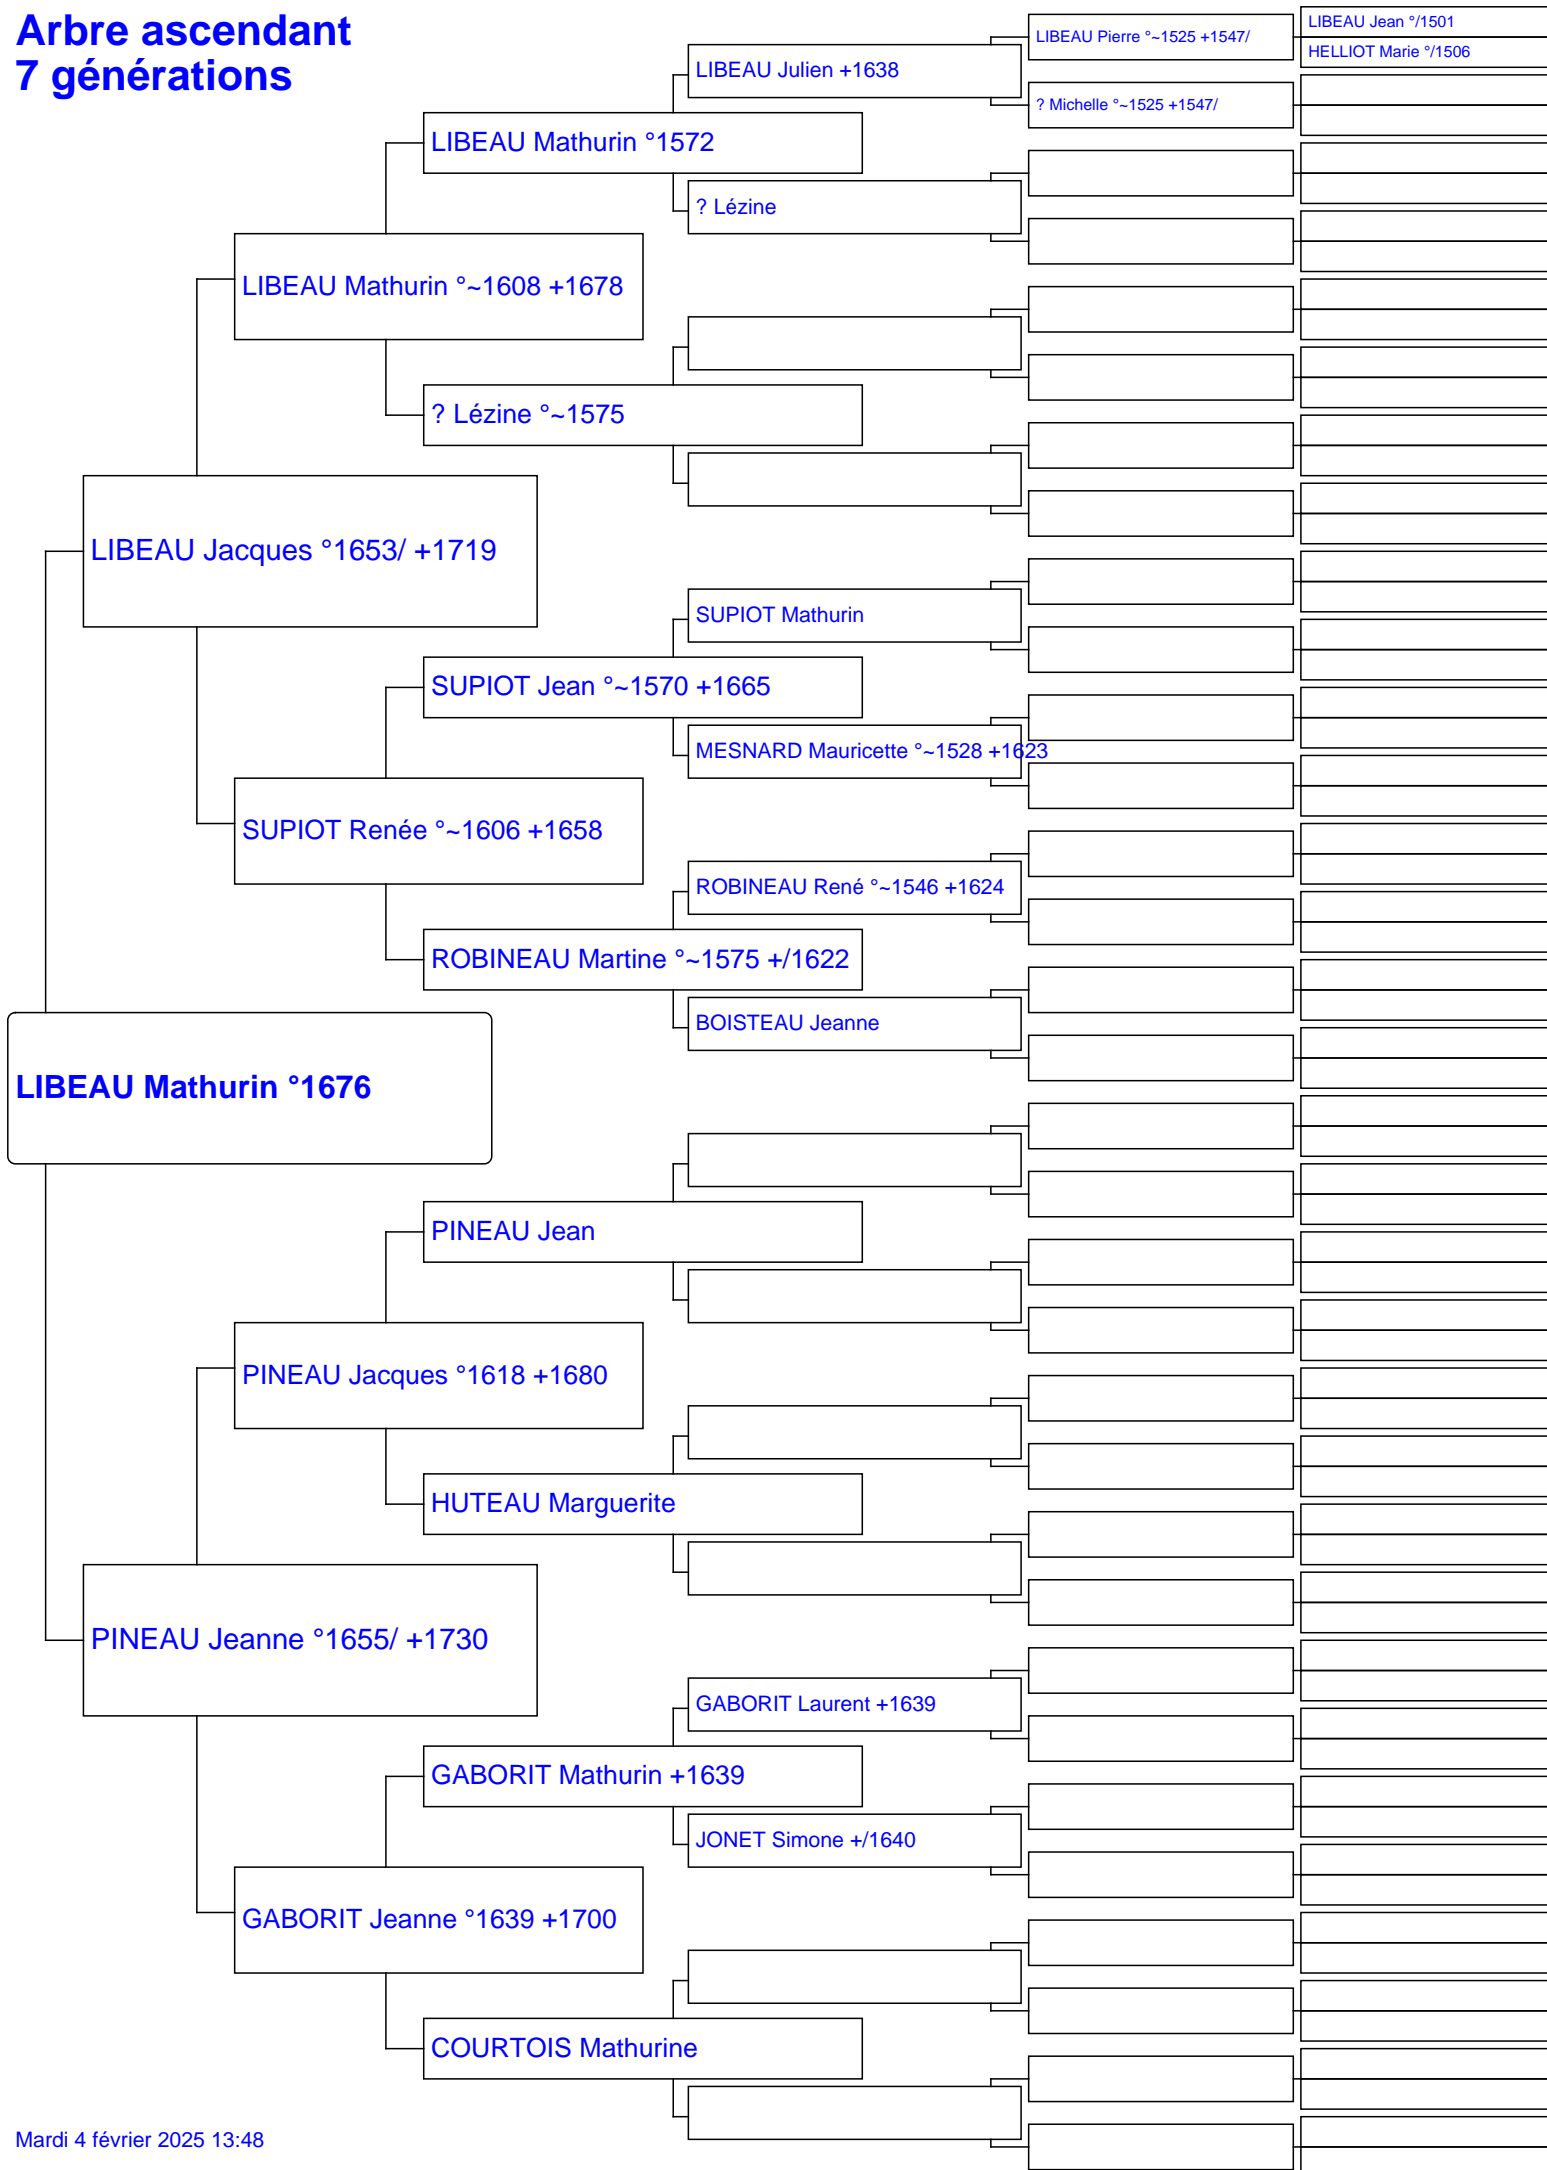 Arbre ascendant
7 générations
LIBEAU Jean °/1501
LIBEAU Pierre °~1525 +1547/
HELLIOT Marie °/1506
LIBEAU Julien +1638
? Michelle °~1525 +1547/
LIBEAU Mathurin °1572
? Lézine
LIBEAU Mathurin °~1608 +1678
? Lézine °~1575
LIBEAU Jacques °1653/ +1719
SUPIOT Mathurin
SUPIOT Jean °~1570 +1665
MESNARD Mauricette °~1528 +1623
SUPIOT Renée °~1606 +1658
ROBINEAU René °~1546 +1624
ROBINEAU Martine °~1575 +/1622
BOISTEAU Jeanne
LIBEAU Mathurin °1676
PINEAU Jean
PINEAU Jacques °1618 +1680
HUTEAU Marguerite
PINEAU Jeanne °1655/ +1730
GABORIT Laurent +1639
GABORIT Mathurin +1639
JONET Simone +/1640
GABORIT Jeanne °1639 +1700
COURTOIS Mathurine
Mardi 4 février 2025 13:48